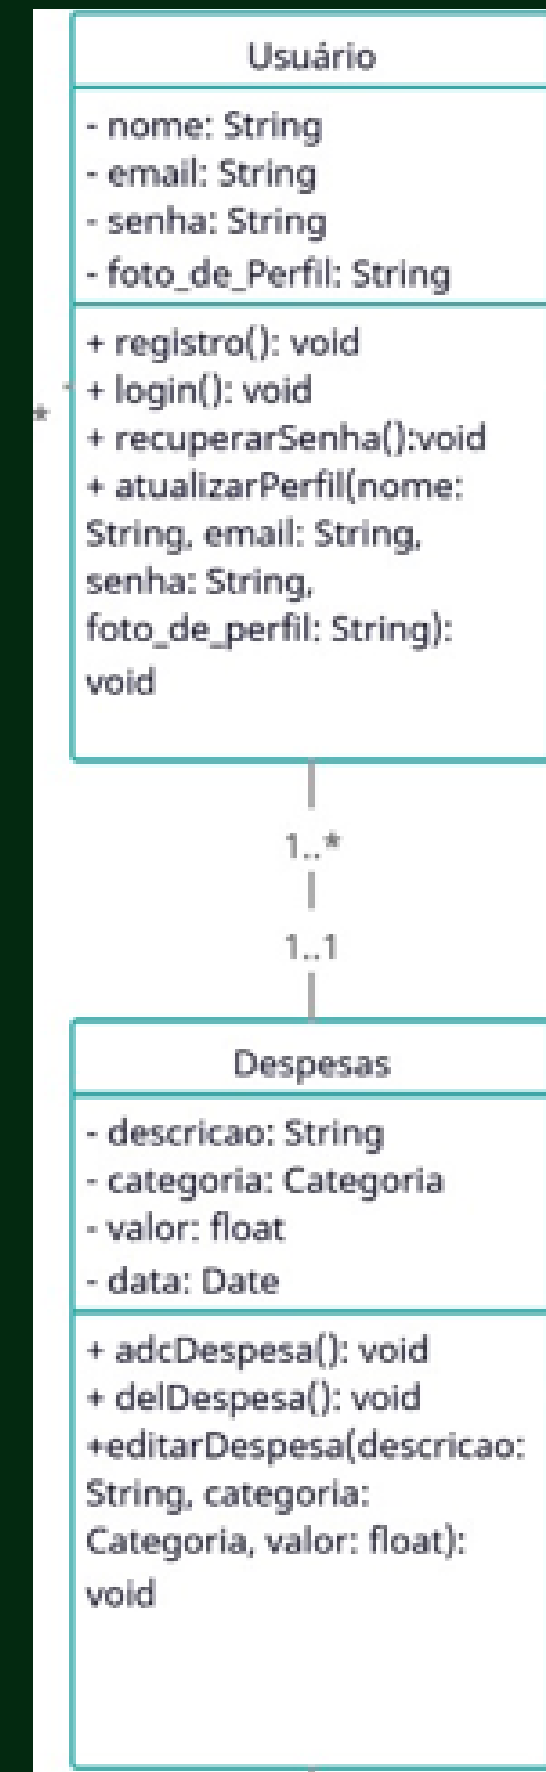 Usuário
- nome: String
- email: String
- senha: String
- foto_de_Perfil: String
+ registro(): void
+ login(): void
*
+ recuperarSenha():void
+ atualizarPerfil(nome:
String, email: String,
senha: String,
foto_de_perfil: String):
void
1..*
1..1
Despesas
- descricao: String
- categoria: Categoria
- valor: float
- data: Date
+ adcDespesa(): void
+ delDespesa(): void
+editarDespesa(descricao:
String, categoria:
Categoria, valor: float):
void